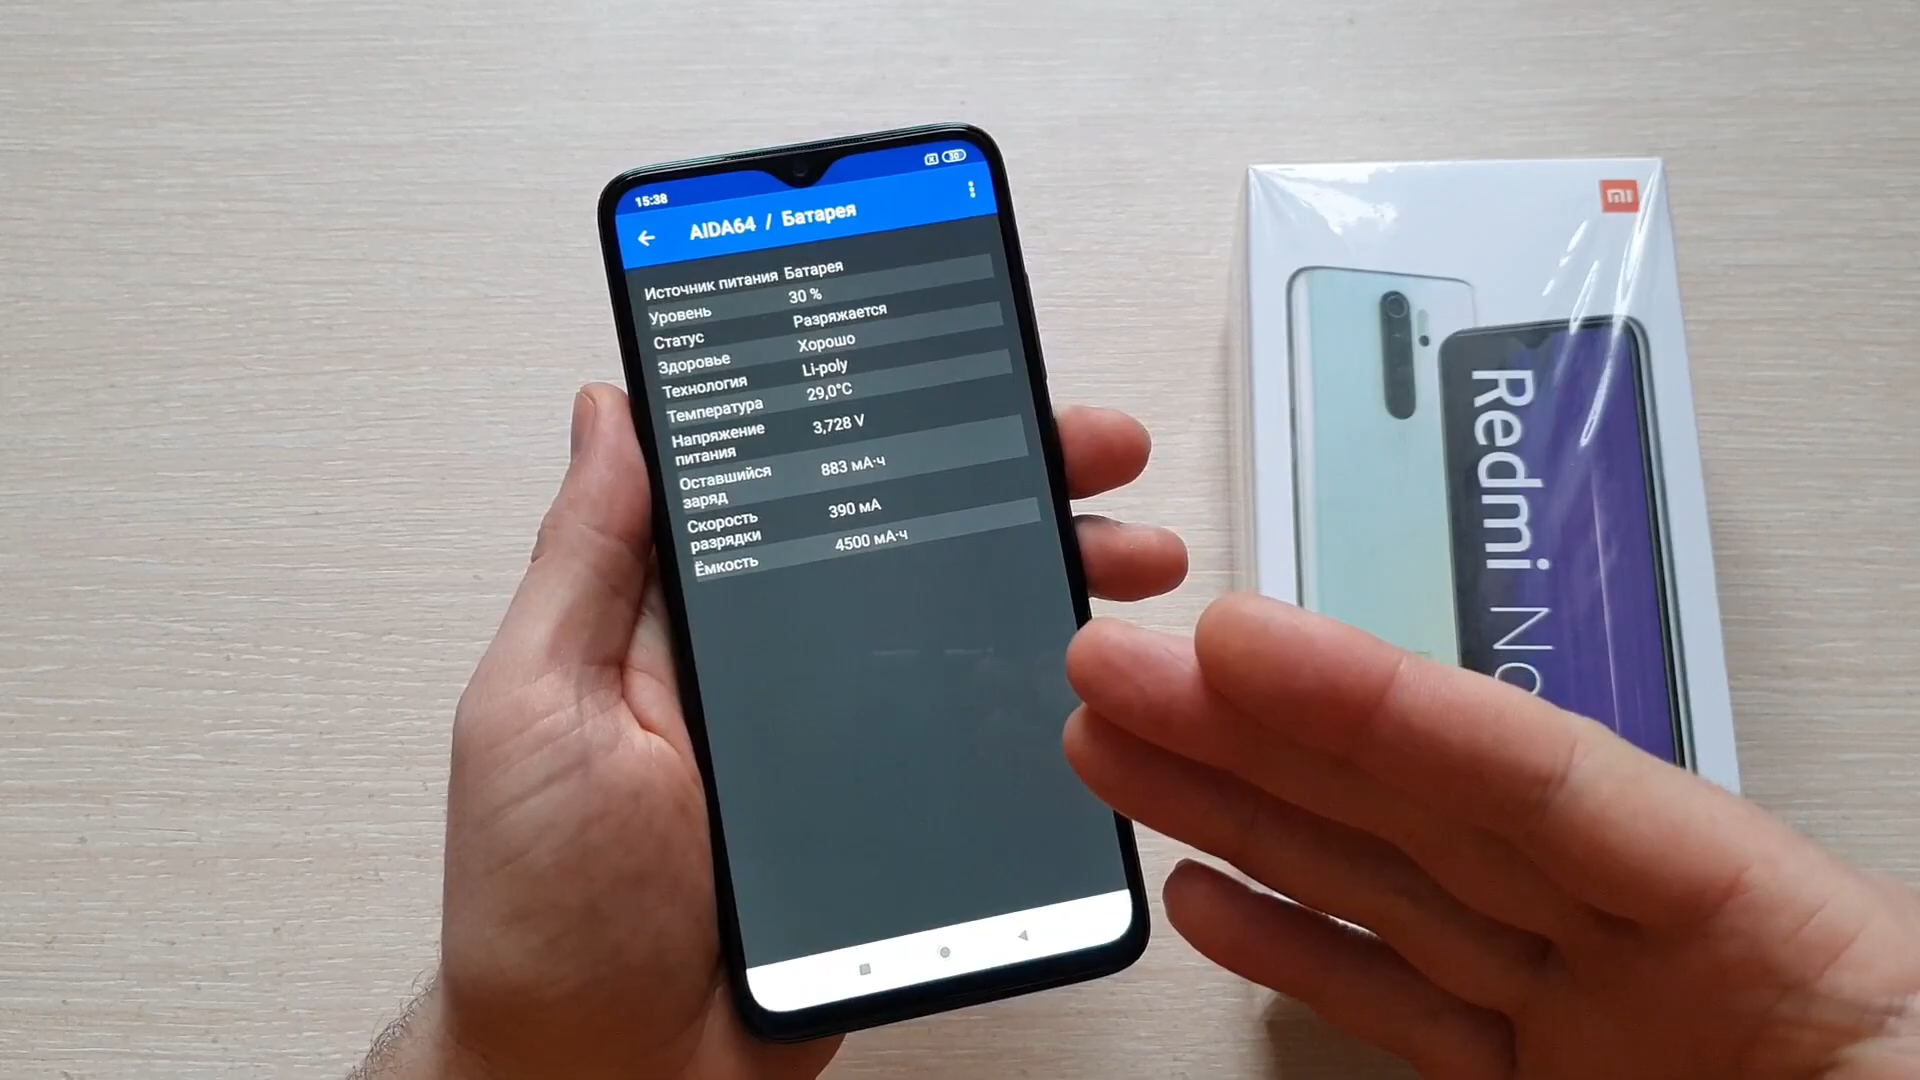 15:38
30
AIDA64 / Батарея
Источник питания Батарея
Уровень 30 %
Статус Разряжается
Здоровье Хорошо
Технология Li-poly
Температура 29,0°C
Напряжение
питания 3,728 V
Оставшийся
заряд 883 мА·ч
Скорость
разрядки 390 мА
Ёмкость 4500 мА·ч
mi
Redmi No